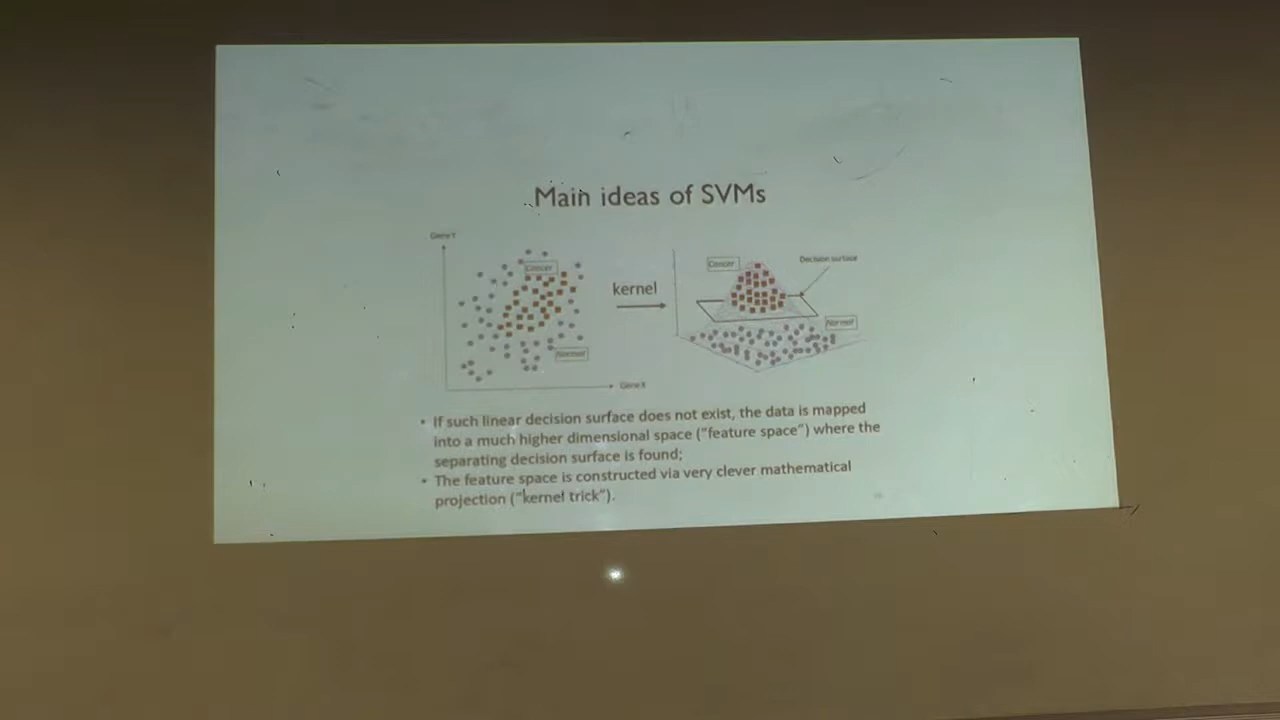 Main ideas of SVMs
Gene Y
Cancer
Normal
Gene X
kernel
Cancer
Decision surface
Normal
• If such linear decision surface does not exist, the data is mapped
into a much higher dimensional space ("feature space") where the
separating decision surface is found;
• The feature space is constructed via very clever mathematical
projection ("kernel trick").